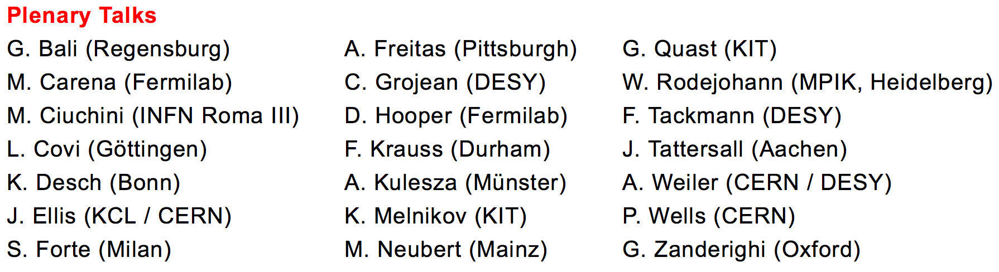 Plenary Talks
G. Bali (Regensburg)
M. Carena (Fermilab)
M. Ciuchini (INFN Roma III)
L. Covi (Göttingen)
K. Desch (Bonn)
J. Ellis (KCL / CERN)
S. Forte (Milan)
A. Freitas (Pittsburgh)
C. Grojean (DESY)
D. Hooper (Fermilab)
F. Krauss (Durham)
A. Kulesza (Münster)
K. Melnikov (KIT)
M. Neubert (Mainz)
G. Quast (KIT)
W. Rodejohann (MPIK, Heidelberg)
F. Tackmann (DESY)
J. Tattersall (Aachen)
A. Weiler (CERN / DESY)
P. Wells (CERN)
G. Zanderighi (Oxford)